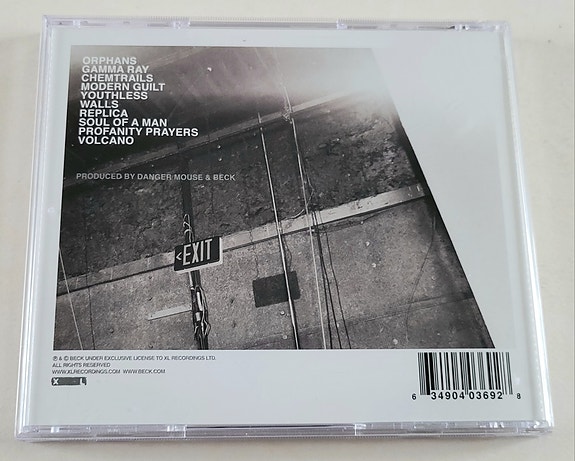 ORPHANS
GAMMA RAY
CHEMTRAILS
MODERN GUILT
YOUTHLESS
WALLS
REPLICA
SOUL OF A MAN
PROFANITY PRAYERS
VOLCANO
PRODUCED BY DANGER MOUSE & BECK
<EXIT
℗ & © BECK UNDER EXCLUSIVE LICENSE TO XL RECORDINGS LTD.
ALL RIGHTS RESERVED
WWW.XLRECORDINGS.COM WWW.BECK.COM
X L
6 34904 03692 8